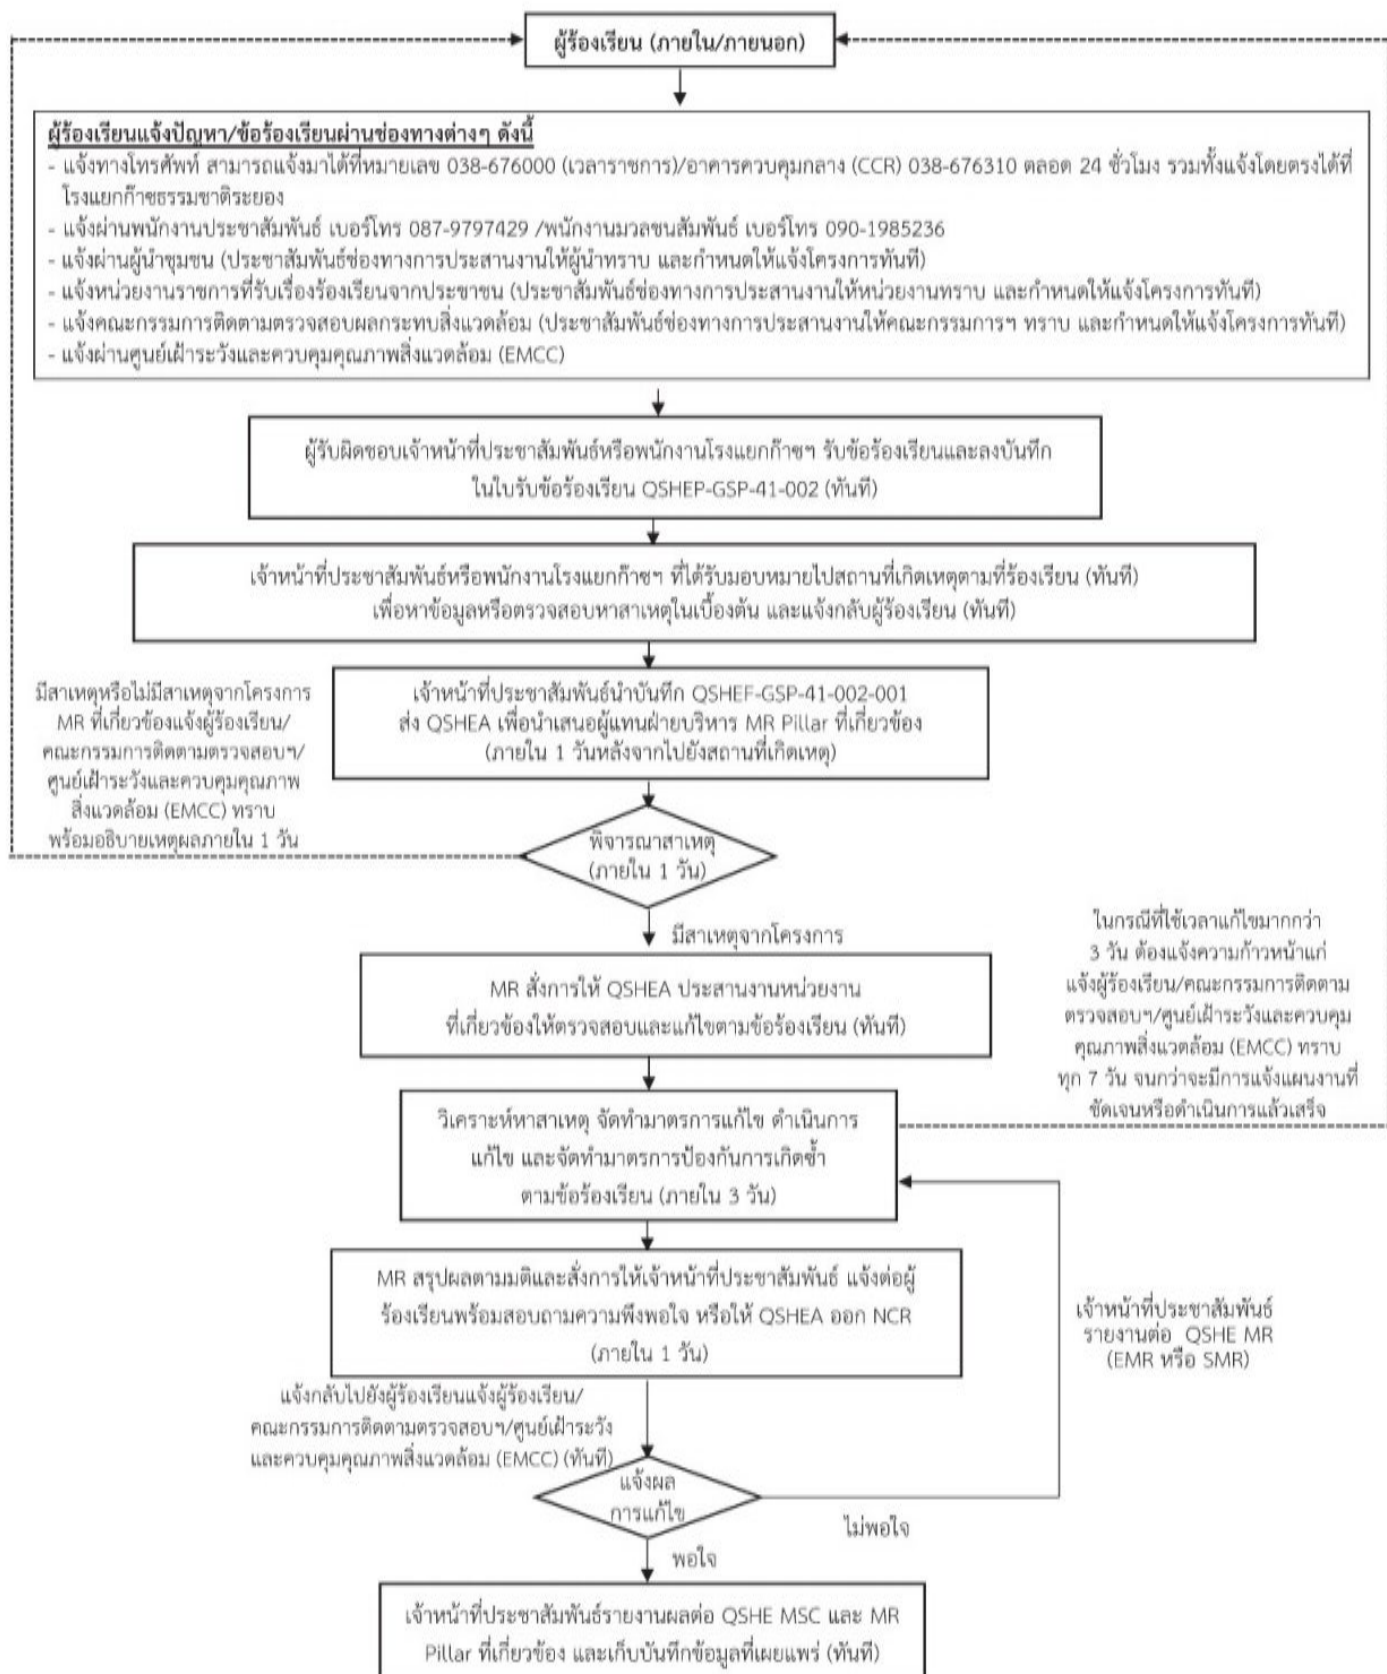 ผู้ร้องเรียน (ภายใน/ภายนอก)
ผู้ร้องเรียนแจ้งปัญหา/ข้อร้องเรียนผ่านช่องทางต่างๆ ดังนี้
- แจ้งทางโทรศัพท์ สามารถแจ้งมาได้ที่หมายเลข 038-676000 (เวลาราชการ)/อาคารควบคุมกลาง (CCR) 038-676310 ตลอด 24 ชั่วโมง รวมทั้งแจ้งโดยตรงได้ที่
โรงแยกก๊าซธรรมชาติระยอง
- แจ้งผ่านพนักงานประชาสัมพันธ์ เบอร์โทร 087-9797429 /พนักงานมวลชนสัมพันธ์ เบอร์โทร 090-1985236
- แจ้งผ่านผู้นำชุมชน (ประชาสัมพันธ์ช่องทางการประสานงานให้ผู้นำทราบ และกำหนดให้แจ้งโครงการทันที)
- แจ้งหน่วยงานราชการที่รับเรื่องร้องเรียนจากประชาชน (ประชาสัมพันธ์ช่องทางการประสานงานให้หน่วยงานทราบ และกำหนดให้แจ้งโครงการทันที)
- แจ้งคณะกรรมการติดตามตรวจสอบผลกระทบสิ่งแวดล้อม (ประชาสัมพันธ์ช่องทางการประสานงานให้คณะกรรมการฯ ทราบ และกำหนดให้แจ้งโครงการทันที)
- แจ้งผ่านศูนย์เฝ้าระวังและควบคุมคุณภาพสิ่งแวดล้อม (EMCC)
ผู้รับผิดชอบเจ้าหน้าที่ประชาสัมพันธ์หรือพนักงานโรงแยกก๊าซฯ รับข้อร้องเรียนและลงบันทึก
ในใบรับข้อร้องเรียน QSHEP-GSP-41-002 (ทันที)
เจ้าหน้าที่ประชาสัมพันธ์หรือพนักงานโรงแยกก๊าซฯ ที่ได้รับมอบหมายไปสถานที่เกิดเหตุตามที่ร้องเรียน (ทันที)
เพื่อหาข้อมูลหรือตรวจสอบหาสาเหตุในเบื้องต้น และแจ้งกลับผู้ร้องเรียน (ทันที)
เจ้าหน้าที่ประชาสัมพันธ์นำบันทึก QSHEF-GSP-41-002-001
ส่ง QSHEA เพื่อนำเสนอผู้แทนฝ่ายบริหาร MR Pillar ที่เกี่ยวข้อง
(ภายใน 1 วันหลังจากไปยังสถานที่เกิดเหตุ)
มีสาเหตุหรือไม่มีสาเหตุจากโครงการ
MR ที่เกี่ยวข้องแจ้งผู้ร้องเรียน/
คณะกรรมการติดตามตรวจสอบฯ/
ศูนย์เฝ้าระวังและควบคุมคุณภาพ
สิ่งแวดล้อม (EMCC) ทราบ
พร้อมอธิบายเหตุผลภายใน 1 วัน
พิจารณาสาเหตุ
(ภายใน 1 วัน)
มีสาเหตุจากโครงการ
MR สั่งการให้ QSHEA ประสานงานหน่วยงาน
ที่เกี่ยวข้องให้ตรวจสอบและแก้ไขตามข้อร้องเรียน (ทันที)
ในกรณีที่ใช้เวลาแก้ไขมากกว่า
3 วัน ต้องแจ้งความก้าวหน้าแก่
แจ้งผู้ร้องเรียน/คณะกรรมการติดตาม
ตรวจสอบฯ/ศูนย์เฝ้าระวังและควบคุม
คุณภาพสิ่งแวดล้อม (EMCC) ทราบ
ทุก 7 วัน จนกว่าจะมีการแจ้งแผนงานที่
ชัดเจนหรือดำเนินการแล้วเสร็จ
วิเคราะห์หาสาเหตุ จัดทำมาตรการแก้ไข ดำเนินการ
แก้ไข และจัดทำมาตรการป้องกันการเกิดซ้ำ
ตามข้อร้องเรียน (ภายใน 3 วัน)
MR สรุปผลตามมติและสั่งการให้เจ้าหน้าที่ประชาสัมพันธ์ แจ้งต่อผู้
ร้องเรียนพร้อมสอบถามความพึงพอใจ หรือให้ QSHEA ออก NCR
(ภายใน 1 วัน)
เจ้าหน้าที่ประชาสัมพันธ์
รายงานต่อ QSHE MR
(EMR หรือ SMR)
แจ้งกลับไปยังผู้ร้องเรียนแจ้งผู้ร้องเรียน/
คณะกรรมการติดตามตรวจสอบฯ/ศูนย์เฝ้าระวัง
และควบคุมคุณภาพสิ่งแวดล้อม (EMCC) (ทันที)
แจ้งผล
การแก้ไข
ไม่พอใจ
พอใจ
เจ้าหน้าที่ประชาสัมพันธ์รายงานผลต่อ QSHE MSC และ MR
Pillar ที่เกี่ยวข้อง และเก็บบันทึกข้อมูลที่เผยแพร่ (ทันที)